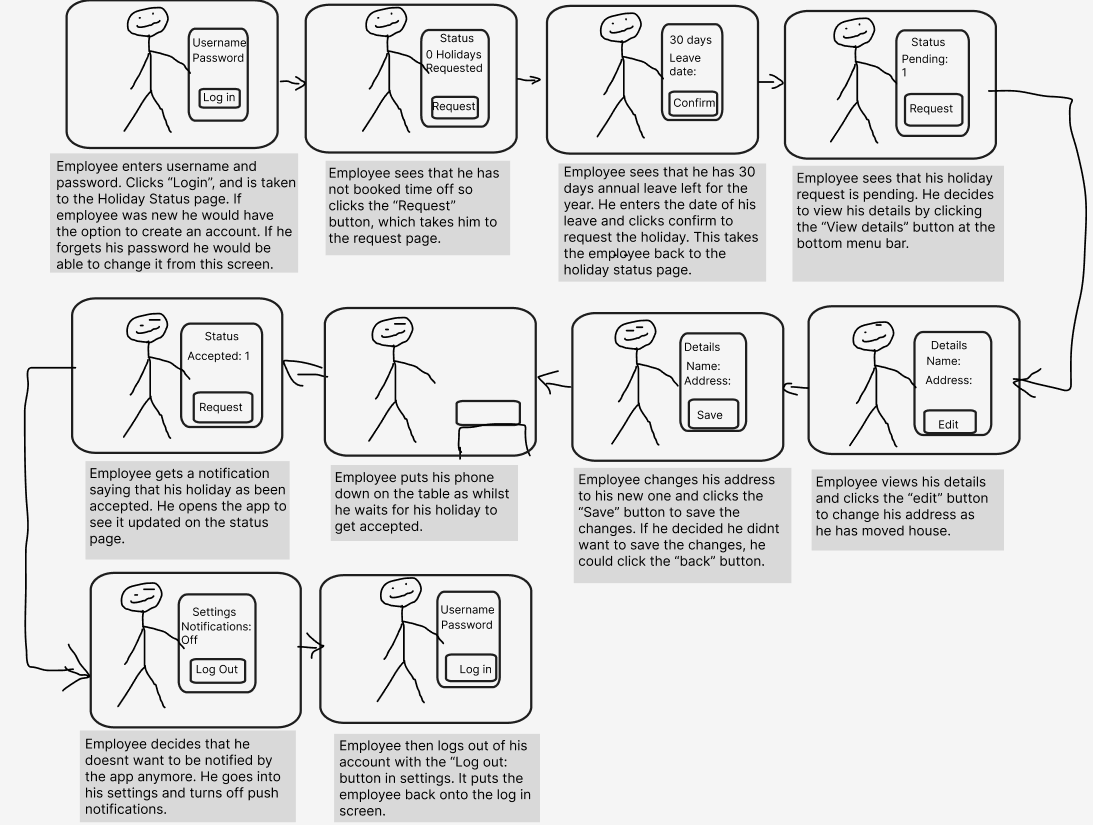 Username
Password
Log in
Employee enters username and
password. Clicks “Login”, and is taken
to the Holiday Status page. If
employee was new he would have
the option to create an account. If he
forgets his password he would be
able to change it from this screen.
Status
0 Holidays
Requested
Request
Employee sees that he has
not booked time off so
clicks the “Request”
button, which takes him to
the request page.
30 days
Leave
date:
Confirm
Employee sees that he has 30
days annual leave left for the
year. He enters the date of his
leave and clicks confirm to
request the holiday. This takes
the employee back to the
holiday status page.
Status
Pending:
1
Request
Employee sees that his holiday
request is pending. He decides
to view his details by clicking
the “View details” button at the
bottom menu bar.
Details
Name:
Address:
Edit
Employee views his details
and clicks the “edit” button
to change his address as
he has moved house.
Details
Name:
Address:
Save
Employee changes his address
to his new one and clicks the
“Save” button to save the
changes. If he decided he didnt
want to save the changes, he
could click the “back” button.
Employee puts his phone
down on the table as whilst
he waits for his holiday to
get accepted.
Status
Accepted: 1
Request
Employee gets a notification
saying that his holiday as been
accepted. He opens the app to
see it updated on the status
page.
Settings
Notifications:
Off
Log Out
Employee decides that he
doesnt want to be notified by
the app anymore. He goes into
his settings and turns off push
notifications.
Username
Password
Log in
Employee then logs out of his
account with the “Log out:
button in settings. It puts the
employee back onto the log in
screen.